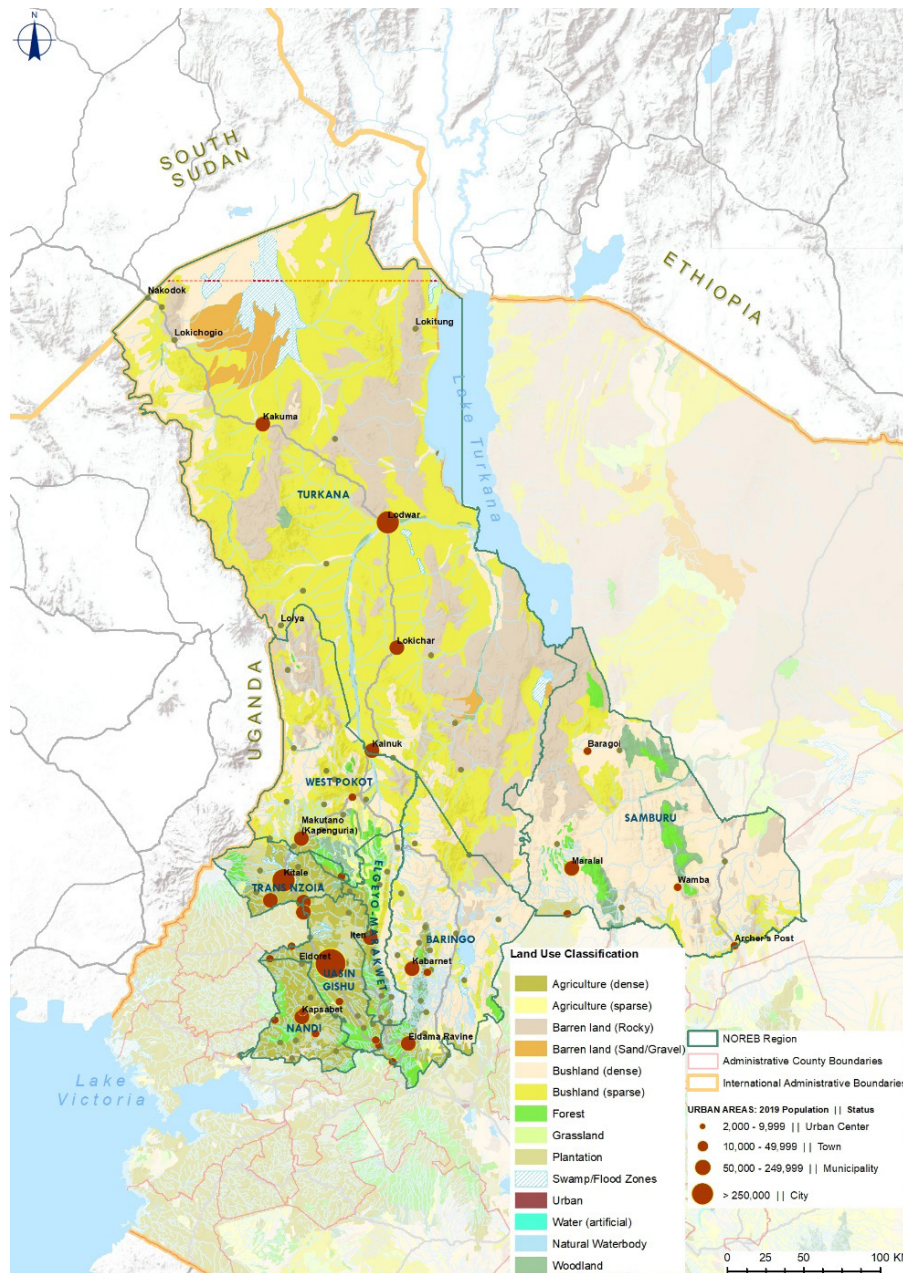 N
SOUTH
SUDAN
ETHIOPIA
Nakodok
Lokichogio
Lokitung
Lake Turkana
Kakuma
TURKANA
Lodwar
Loiya
Lokichar
UGANDA
Kainuk
Baragoi
WEST POKOT
SAMBURU
Makutano
(Kapenguria)
Maralal
Kitale
Wamba
TRANS NZOIA
ELGEYO-MARAKWET
Iten
BARINGO
Archer's Post
Eldoret
Kabarnet
UASIN
GISHU
Kapsabet
NANDI
Eldama Ravine
Lake
Victoria
Land Use Classification
Agriculture (dense)
Agriculture (sparse)
Barren land (Rocky)
Barren land (Sand/Gravel)
Bushland (dense)
Bushland (sparse)
Forest
Grassland
Plantation
Swamp/Flood Zones
Urban
Water (artificial)
Natural Waterbody
Woodland
NOREB Region
Administrative County Boundaries
International Administrative Boundaries
URBAN AREAS: 2019 Population || Status
2,000 - 9,999 || Urban Center
10,000 - 49,999 || Town
50,000 - 249,999 || Municipality
> 250,000 || City
0 25 50 100 KM